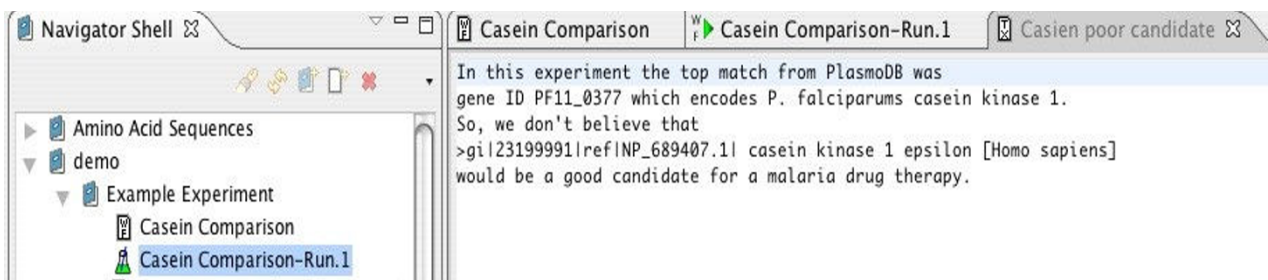 Navigator Shell
Casein Comparison
Casein Comparison-Run.1
Casien poor candidate
Amino Acid Sequences
demo
Example Experiment
Casein Comparison
Casein Comparison-Run.1
In this experiment the top match from PlasmoDB was
gene ID PF11_0377 which encodes P. falciparums casein kinase 1.
So, we don't believe that
>gi|23199991|ref|NP_689407.1| casein kinase 1 epsilon [Homo sapiens]
would be a good candidate for a malaria drug therapy.